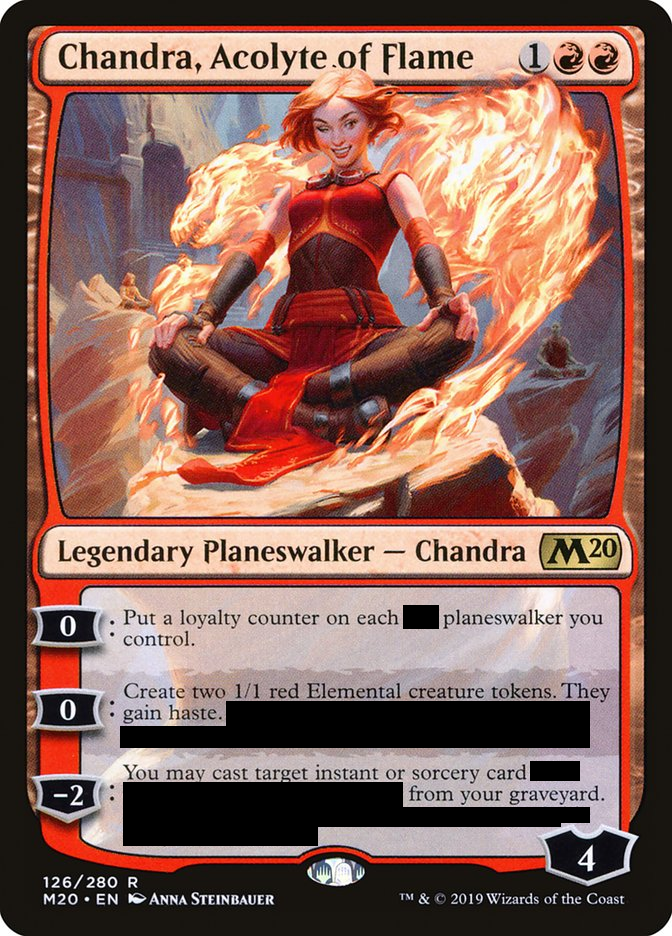 Chandra, Acolyte of Flame 1
Legendary Planeswalker — Chandra M20
0 : Put a loyalty counter on each planeswalker you
control.
0 : Create two 1/1 red Elemental creature tokens. They
gain haste.
-2 : You may cast target instant or sorcery card
from your graveyard.
4
126/280 R
M20 • EN Anna Steinbauer
™ & © 2019 Wizards of the Coast